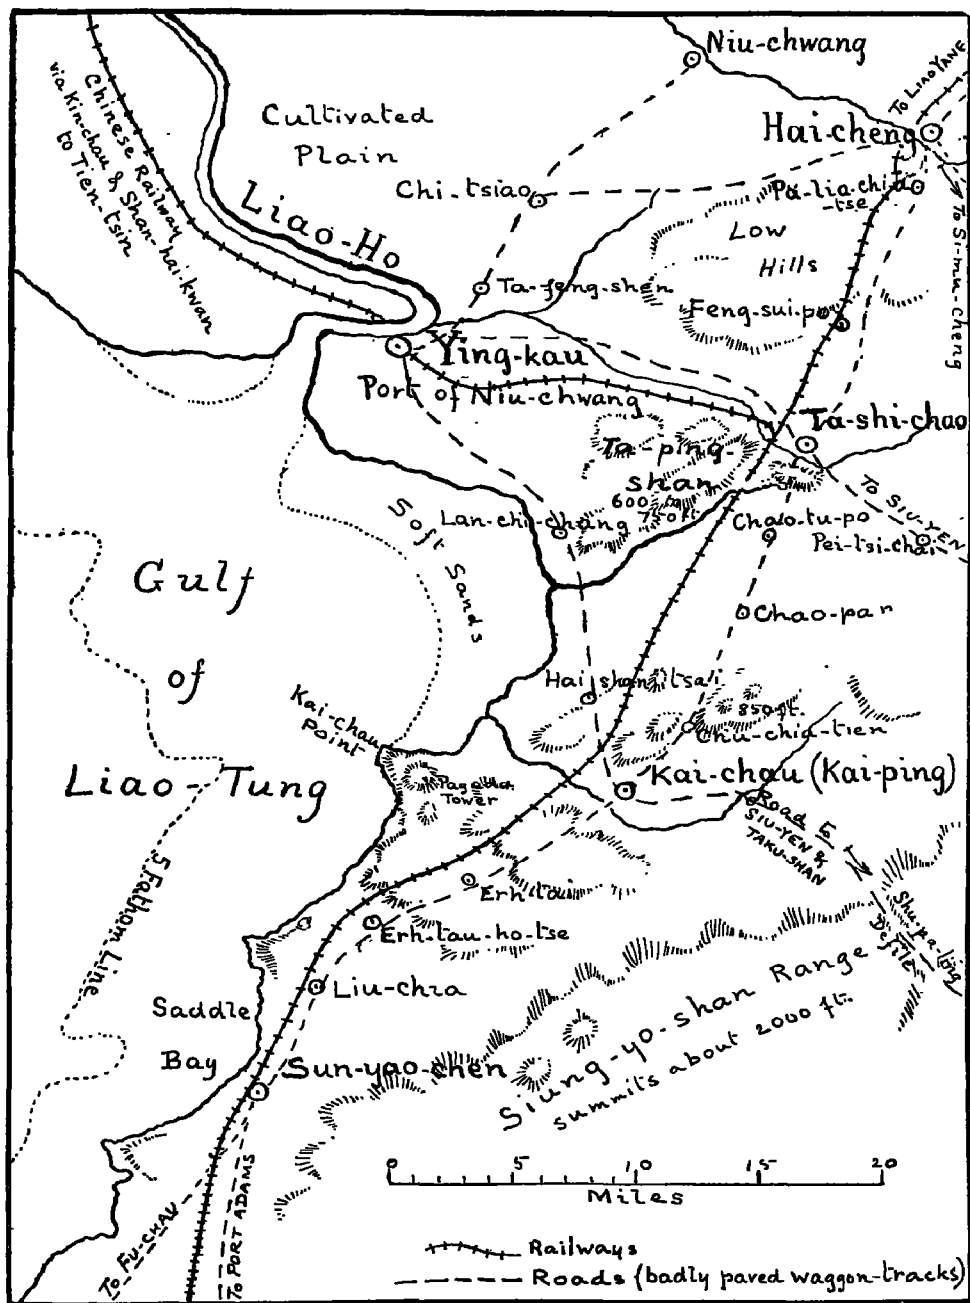 Niu-chwang
To LIAO YANG
Chinese Railway
via Kin-chau & Shan-hai-kwan
to Tien-tsin
Cultivated
Plain
Hai-cheng
Chi-tsiao
Pa-lia-chia
-tse
To Si-mu-cheng
Liao-Ho
Low
Hills
Ta-feng-shen
Feng-sui-pu
Ying-kau
Port of Niu-chwang
Ta-shi-chao
Ta-ping-
shan
600 to
750 ft.
To SIU-YEN
Lan-chi-chang
Chao-tu-po
Pei-tsi-chai
Soft Sands
Gulf
of
Liao-Tung
Chao-pan
Hai-shan-tsai
850 ft.
Chu-chia-tien
Kai-chau
Point
Kai-chau (Kai-ping)
Pagoda
Tower
Road to
SIU-YEN &
TAKU-SHAN
5 Fathom Line
Erh-tai
Shu-pa-ling
Defile
Erh-tau-ho-tse
Liu-chia
Saddle
Bay
Siung-yo-shan Range
summits about 2000 ft.
Sun-yao-chen
0 5 10 15 20
Miles
To FU-CHAU
To PORT ADAMS
Railways
Roads (badly paved waggon-tracks)